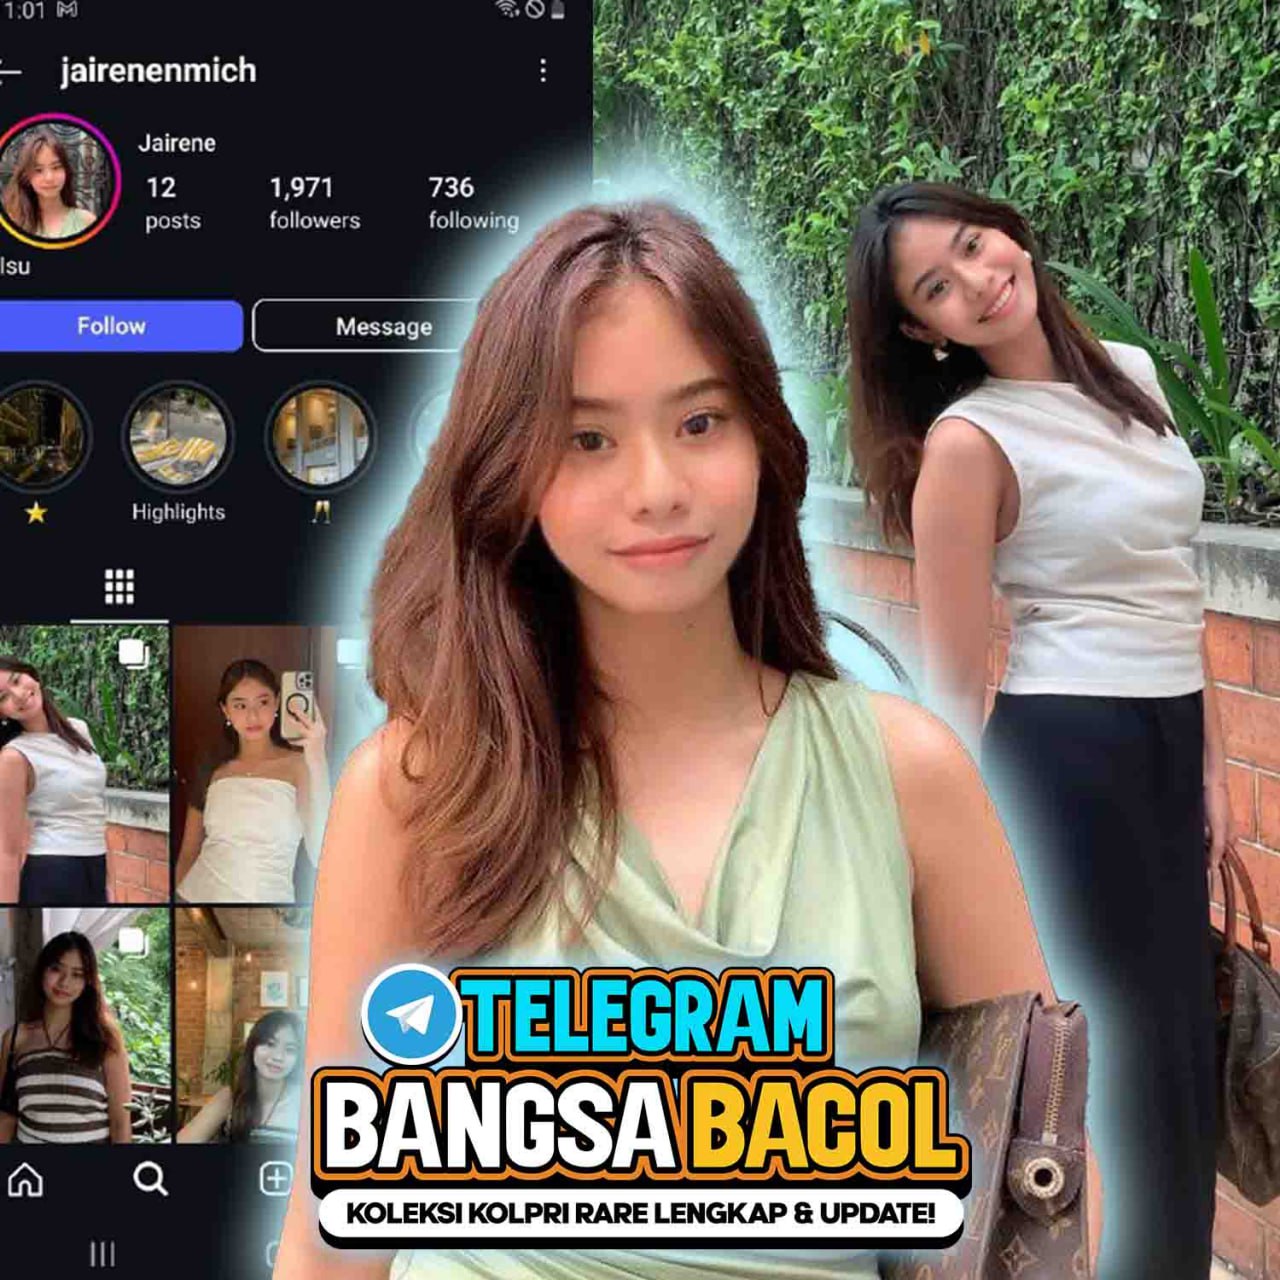 1:01
jairenenmich
Jairene
12
1,971
736
posts
followers
following
Isu
Follow
Message
Highlights
TELEGRAM
BANGSA BACOL
KOLEKSI KOLPRI RARE LENGKAP & UPDATE!